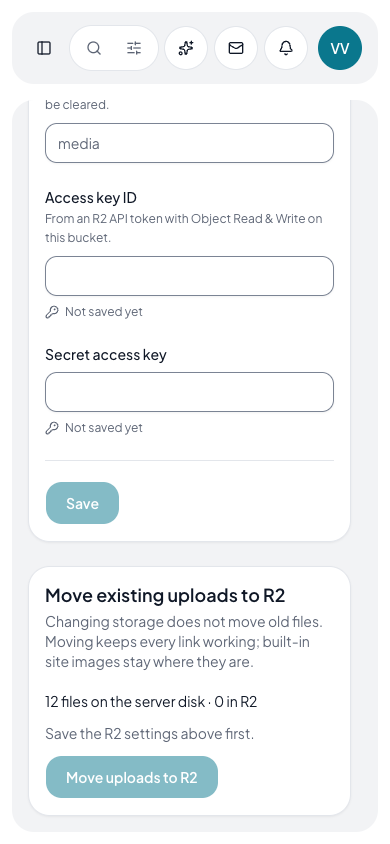 VV
be cleared.
media
Access key ID
From an R2 API token with Object Read & Write on
this bucket.
Not saved yet
Secret access key
Not saved yet
Save
Move existing uploads to R2
Changing storage does not move old files.
Moving keeps every link working; built-in
site images stay where they are.
12 files on the server disk · 0 in R2
Save the R2 settings above first.
Move uploads to R2